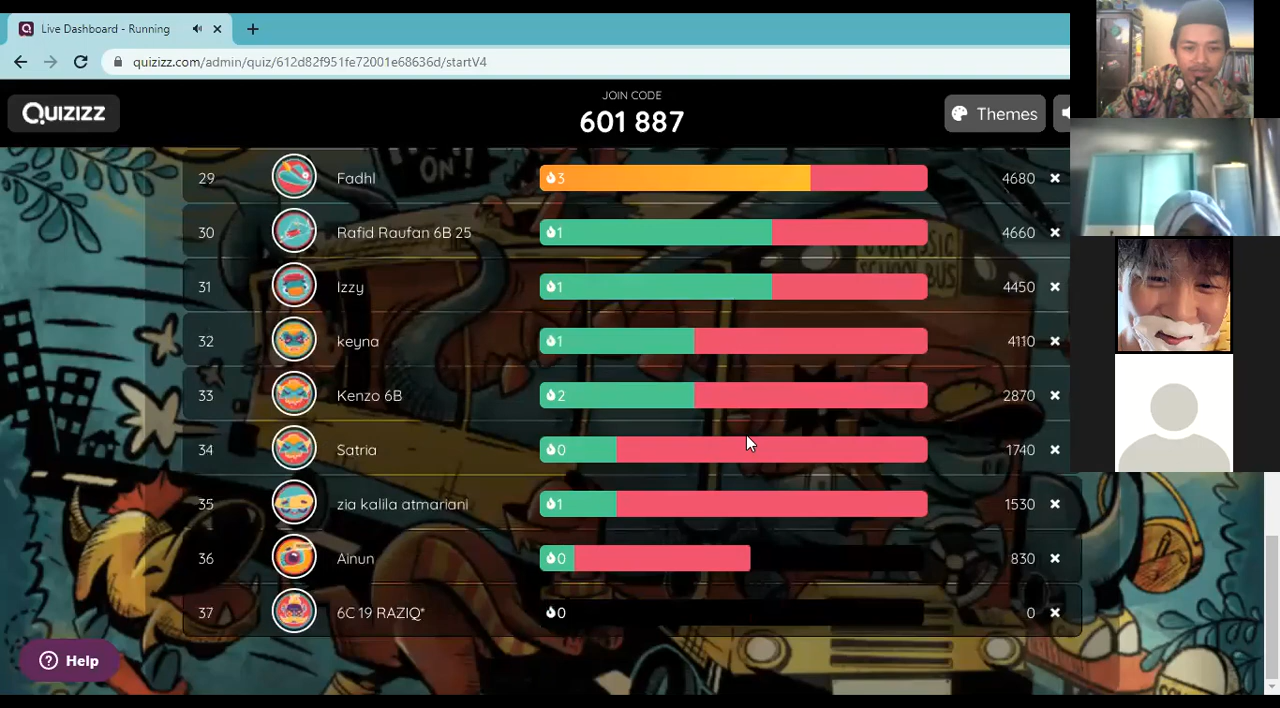 Live Dashboard - Running
quizizz.com/admin/quiz/612d82f951fe72001e68636d/startV4
QUIZIZZ
JOIN CODE
601 887
Themes
ON!
29 Fadhl 3 4680
30 Rafid Raufan 6B 25 1 4660
31 Izzy 1 4450
32 keyna 1 4110
33 Kenzo 6B 2 2870
34 Satria 0 1740
35 zia kalila atmariani 1 1530
36 Ainun 0 830
37 6C 19 RAZIQ* 0 0
SCHOOL BUS
Help